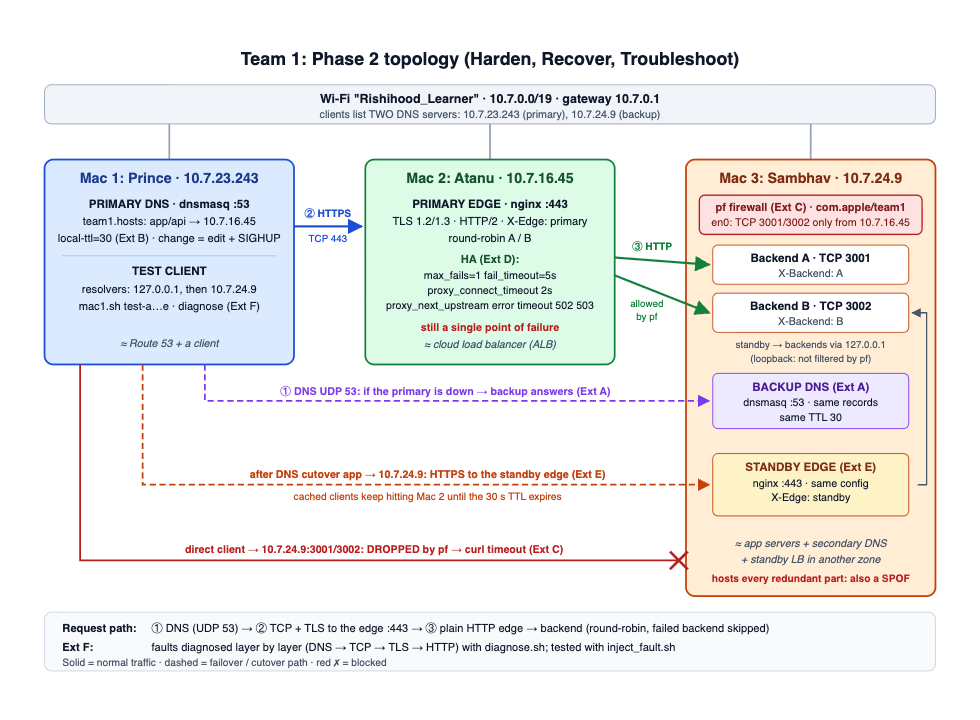 Team 1: Phase 2 topology (Harden, Recover, Troubleshoot)
Wi-Fi "Rishihood_Learner" · 10.7.0.0/19 · gateway 10.7.0.1
clients list TWO DNS servers: 10.7.23.243 (primary), 10.7.24.9 (backup)
Mac 1: Prince · 10.7.23.243
PRIMARY DNS · dnsmasq :53
team1.hosts: app/api → 10.7.16.45
local-ttl=30 (Ext B) · change = edit + SIGHUP
TEST CLIENT
resolvers: 127.0.0.1, then 10.7.24.9
mac1.sh test-a…e · diagnose (Ext F)
≈ Route 53 + a client
② HTTPS
TCP 443
Mac 2: Atanu · 10.7.16.45
PRIMARY EDGE · nginx :443
TLS 1.2/1.3 · HTTP/2 · X-Edge: primary
round-robin A / B
HA (Ext D):
max_fails=1 fail_timeout=5s
proxy_connect_timeout 2s
proxy_next_upstream error timeout 502 503
still a single point of failure
≈ cloud load balancer (ALB)
③ HTTP
allowed
by pf
Mac 3: Sambhav · 10.7.24.9
pf firewall (Ext C) · com.apple/team1
en0: TCP 3001/3002 only from 10.7.16.45
Backend A · TCP 3001
X-Backend: A
Backend B · TCP 3002
X-Backend: B
standby → backends via 127.0.0.1
(loopback: not filtered by pf)
BACKUP DNS (Ext A)
dnsmasq :53 · same records
same TTL 30
STANDBY EDGE (Ext E)
nginx :443 · same config
X-Edge: standby
≈ app servers + secondary DNS
+ standby LB in another zone
hosts every redundant part: also a SPOF
① DNS UDP 53: if the primary is down → backup answers (Ext A)
after DNS cutover app → 10.7.24.9: HTTPS to the standby edge (Ext E)
cached clients keep hitting Mac 2 until the 30 s TTL expires
direct client → 10.7.24.9:3001/3002: DROPPED by pf → curl timeout (Ext C)
Request path: ① DNS (UDP 53) → ② TCP + TLS to the edge :443 → ③ plain HTTP edge → backend (round-robin, failed backend skipped)
Ext F: faults diagnosed layer by layer (DNS → TCP → TLS → HTTP) with diagnose.sh; tested with inject_fault.sh
Solid = normal traffic · dashed = failover / cutover path · red ✗ = blocked